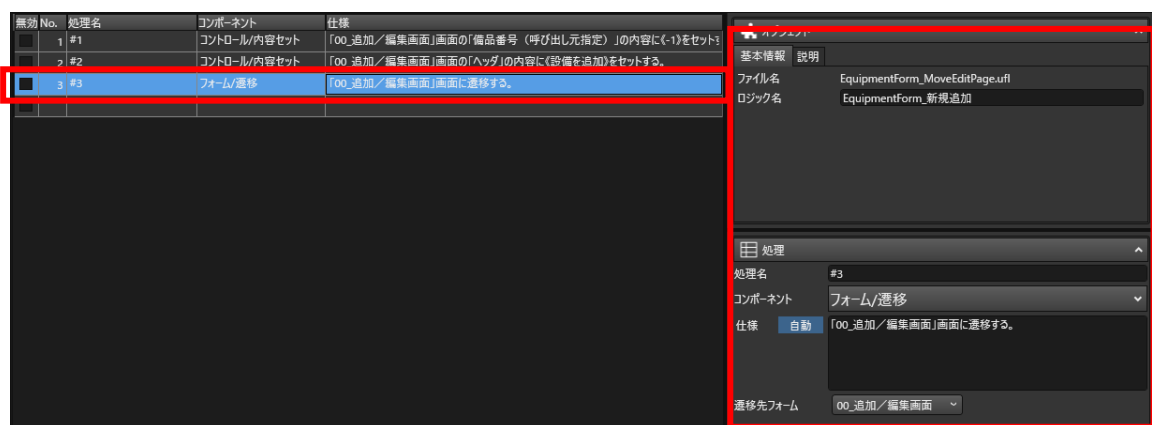 無効 No. 処理名 コンポーネント 仕様
1 #1 コントロール/内容セット 「00_追加／編集画面」画面の「備品番号（呼び出し元指定）」の内容に《-1》をセットす
2 #2 コントロール/内容セット 「00_追加／編集画面」画面の「ヘッダ」の内容に《設備を追加》をセットする。
3 #3 フォーム/遷移 「00_追加／編集画面」画面に遷移する。
基本情報 説明
ファイル名 EquipmentForm_MoveEditPage.ufl
ロジック名 EquipmentForm_新規追加
処理
処理名 #3
コンポーネント フォーム/遷移
仕様 自動 「00_追加／編集画面」画面に遷移する。
遷移先フォーム 00_追加／編集画面